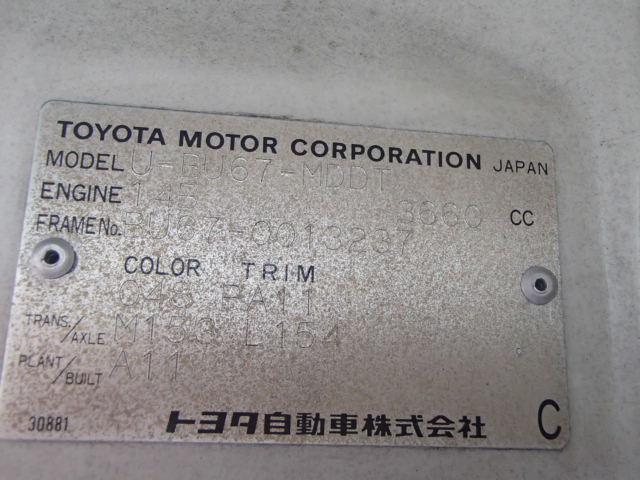 TOYOTA MOTOR CORPORATION JAPAN
MODEL U-BU67-MDDT
ENGINE 14B 3660 CC
FRAME No. BU67-0013237
COLOR TRIM
FA11
TRANS/AXLE M153 L154
PLANT/BUILT A11
30881 トヨタ自動車株式会社 C